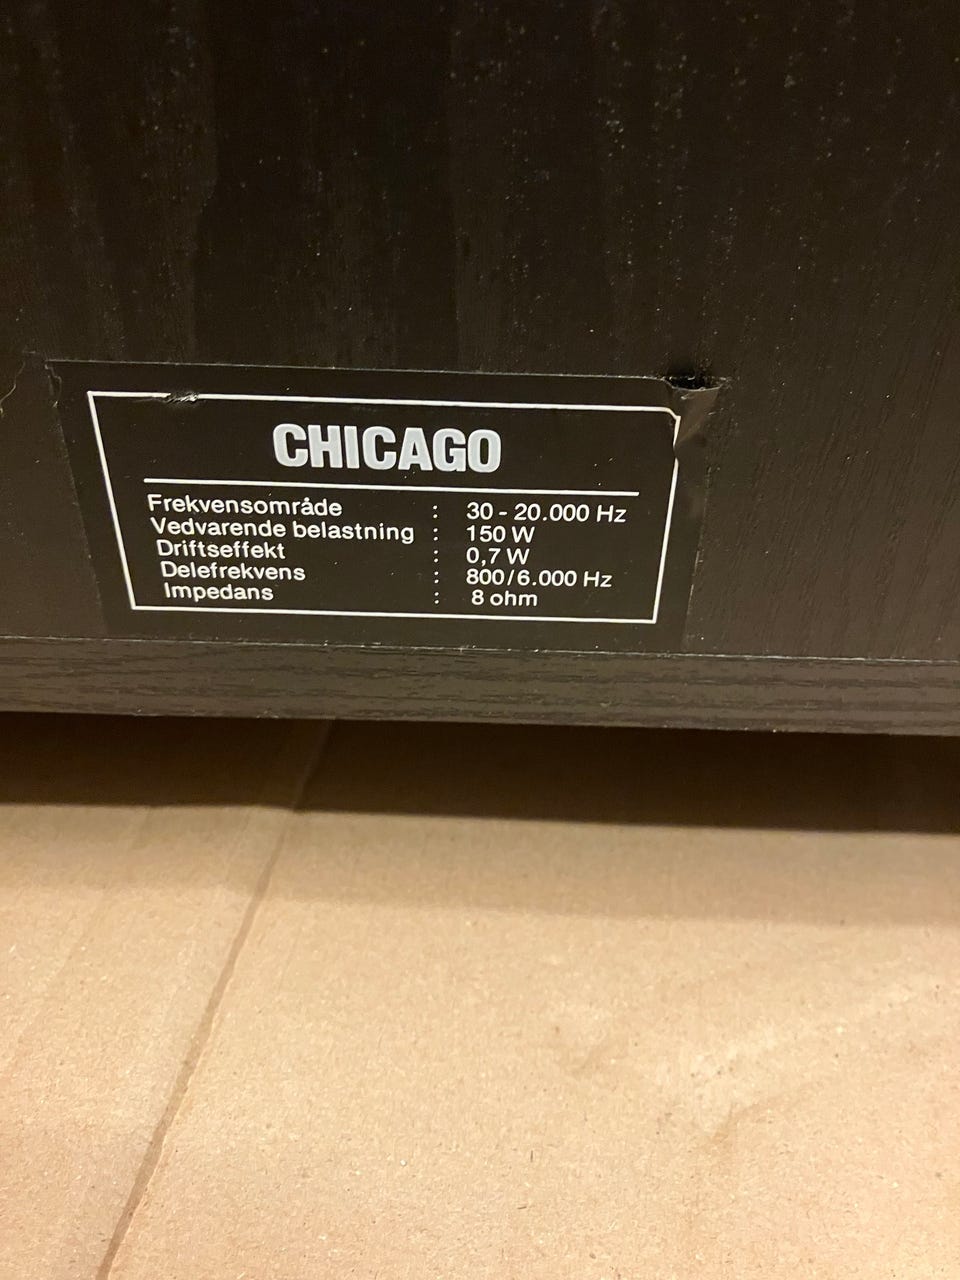 CHICAGO
Frekvensområde : 30 - 20.000 Hz
Vedvarende belastning : 150 W
Driftseffekt : 0,7 W
Delefrekvens : 800/6.000 Hz
Impedans : 8 ohm